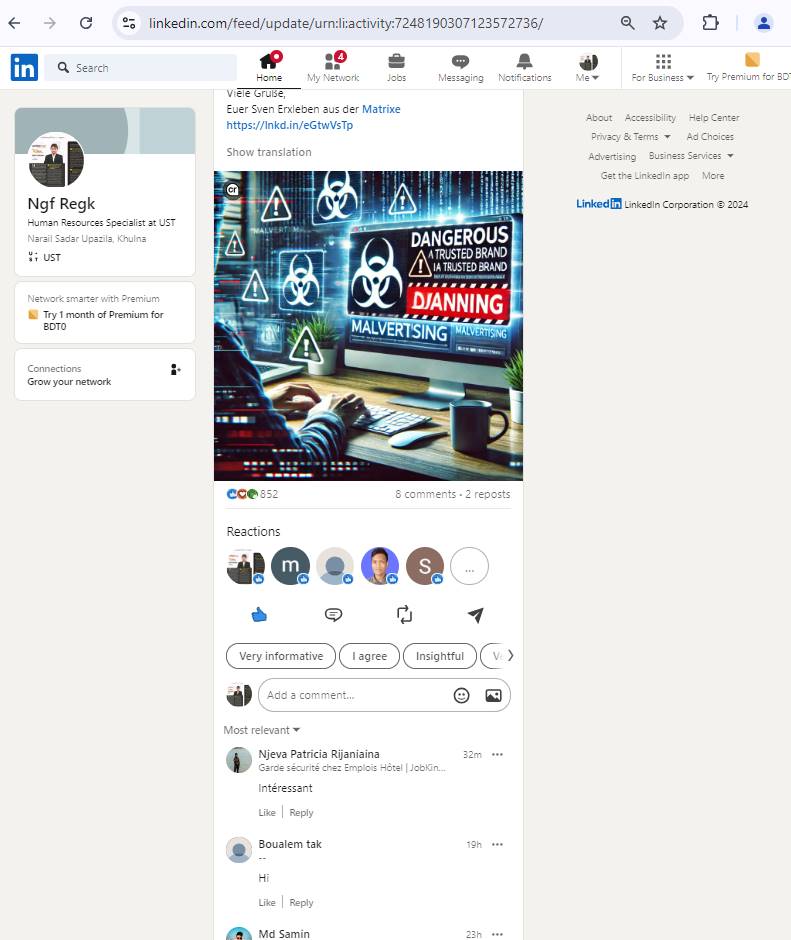 linkedin.com/feed/update/urn:li:activity:7248190307123572736/
in
Search
Home
4
My Network
Jobs
Messaging
Notifications
Me
For Business
Try Premium for BDT
Ngf Regk
Human Resources Specialist at UST
Narail Sadar Upazila, Khulna
UST
Network smarter with Premium
Try 1 month of Premium for
BDT0
Connections
Grow your network
Viele Grüße,
Euer Sven Erxleben aus der Matrixe
https://lnkd.in/eGtwVsTp
Show translation
cr
DANGEROUS
A TRUSTED BRAND
IA TRUSTED BRAND
DJANNING
MALVERTISING
MALVERTISING
852
8 comments • 2 reposts
Reactions
m
S
...
Very informative
I agree
Insightful
Add a comment...
Most relevant
Njeva Patricia Rijaniaina
32m
Garde sécurité chez Emplois Hôtel | JobKin...
Intéressant
Like
Reply
Boualem tak
19h
--
Hi
Like
Reply
Md Samin
23h
About
Accessibility
Help Center
Privacy & Terms
Ad Choices
Advertising
Business Services
Get the LinkedIn app
More
LinkedIn LinkedIn Corporation © 2024